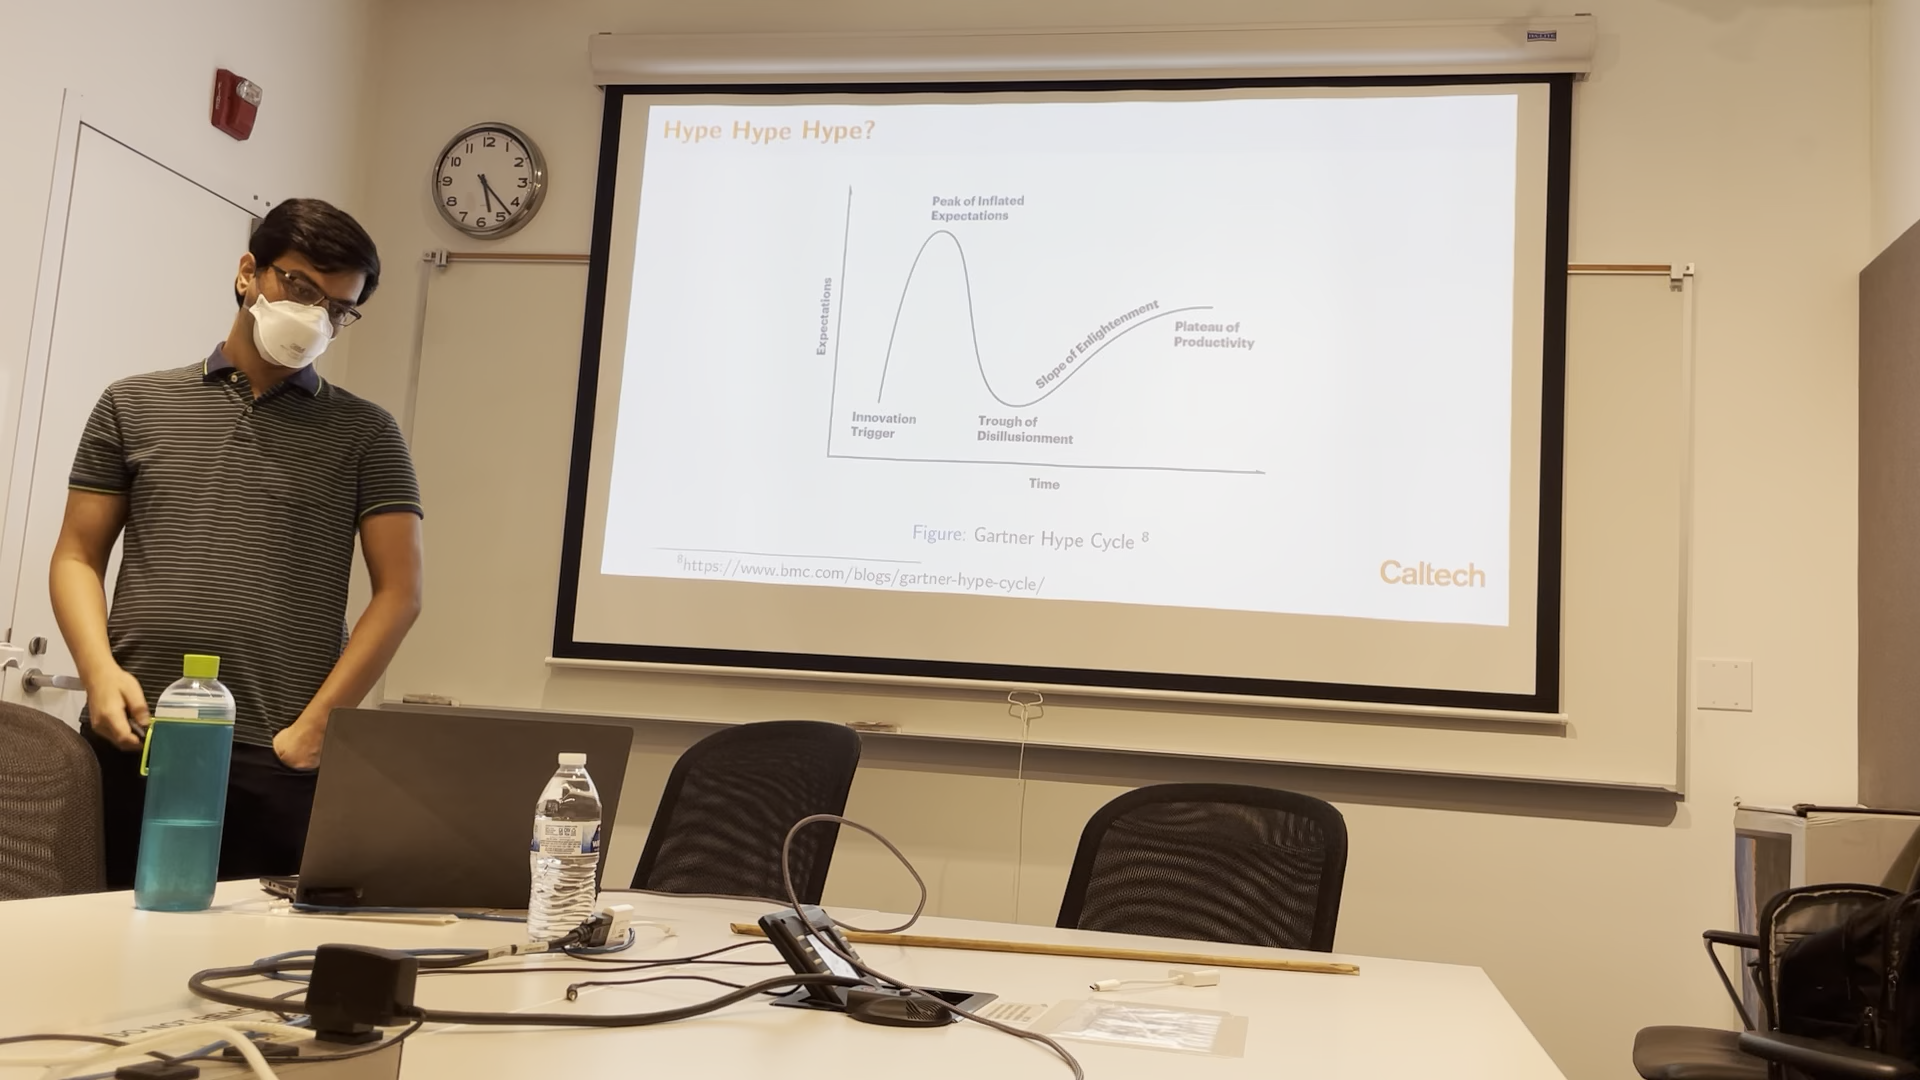 Hype Hype Hype?
Peak of Inflated
Expectations
Expectations
Slope of Enlightenment
Plateau of
Productivity
Innovation
Trigger
Trough of
Disillusionment
Time
Figure: Gartner Hype Cycle 8
8https://www.bmc.com/blogs/gartner-hype-cycle/
Caltech
12
1
2
3
4
5
6
7
8
9
10
11
3M